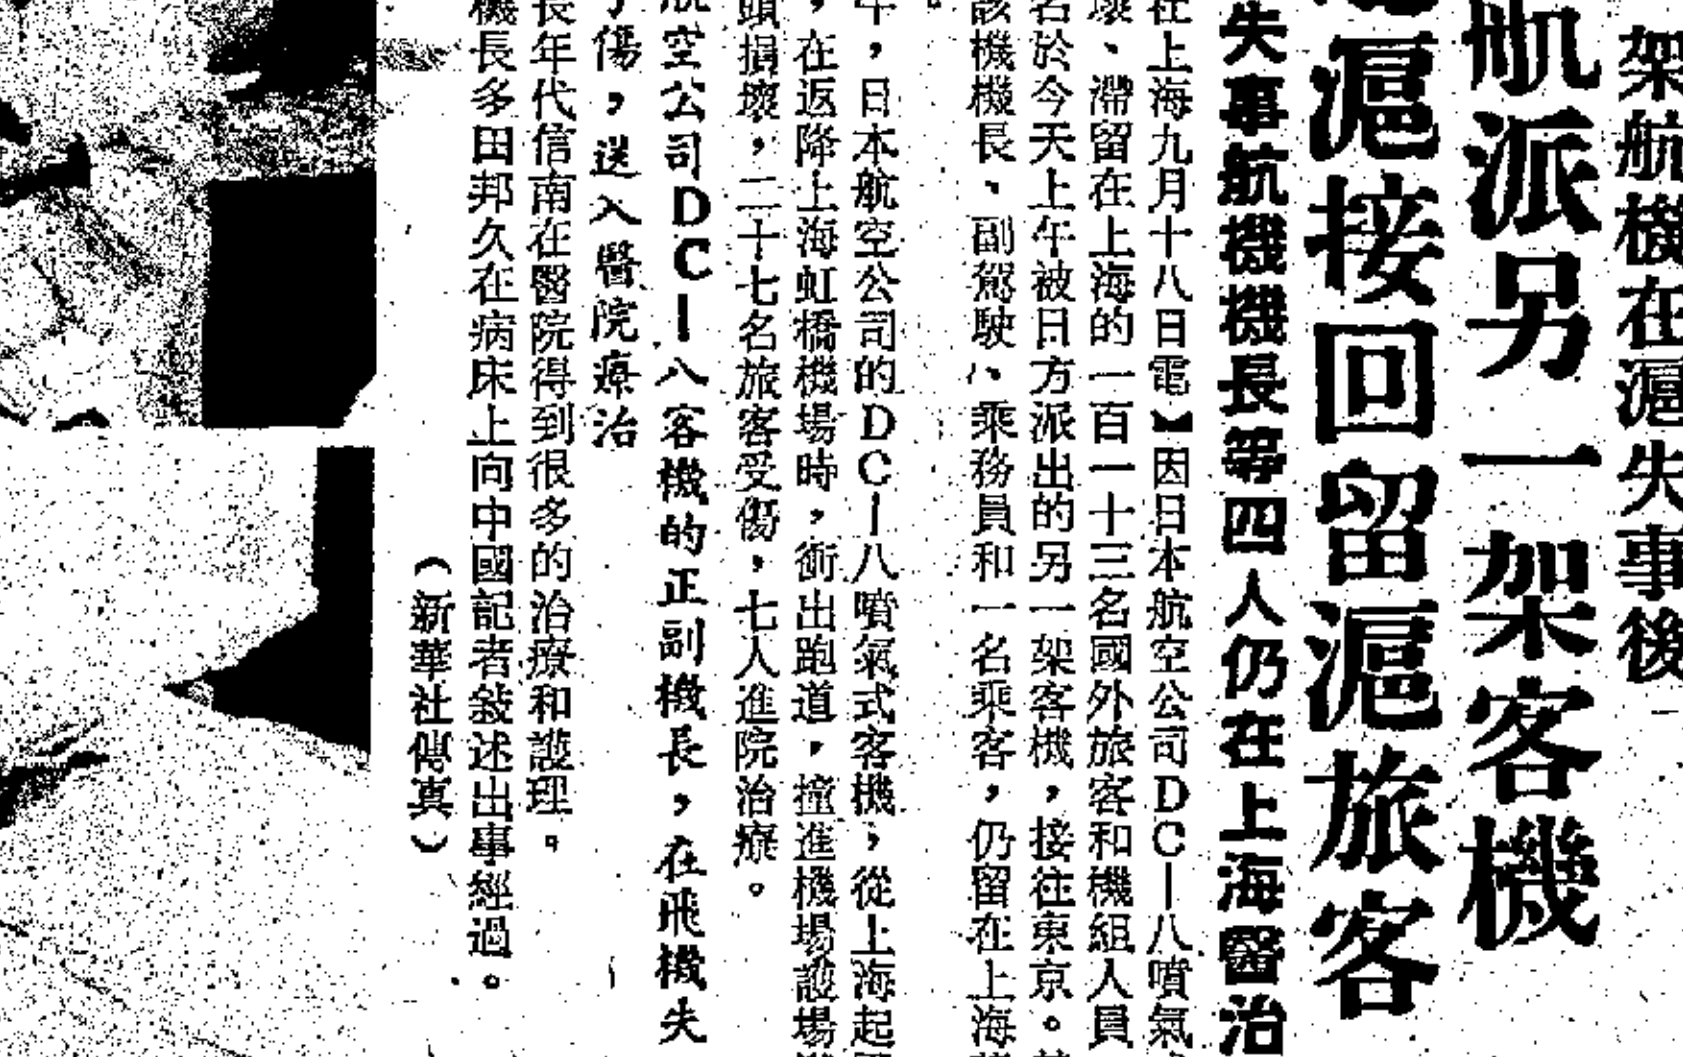 架航機在滬失事後
航派另一架客機
滬接回留滬旅客
失事航機機長等四人仍在上海醫治
在上海九月十八日電】因日本航空公司DC—八噴氣
壞、滯留在上海的一百一十三名國外旅客和機組人員
名於今天上午被日方派出的另一架客機,接往東京。
該機機長、副駕駛、乘務員和一名乘客,仍留在上海
午,日本航空公司的DC—八噴氣式客機,從上海起
,在返降上海虹橋機場時,衝出跑道,撞進機場護場
頭損壞,二十七名旅客受傷,七人進院治療。
航空公司DC—八客機的正副機長,在飛機失
傷,送入醫院療治
長年代信南在醫院得到很多的治療和護理。
機長多田邦久在病床上向中國記者敍述出事經過。
(新華社傳真)